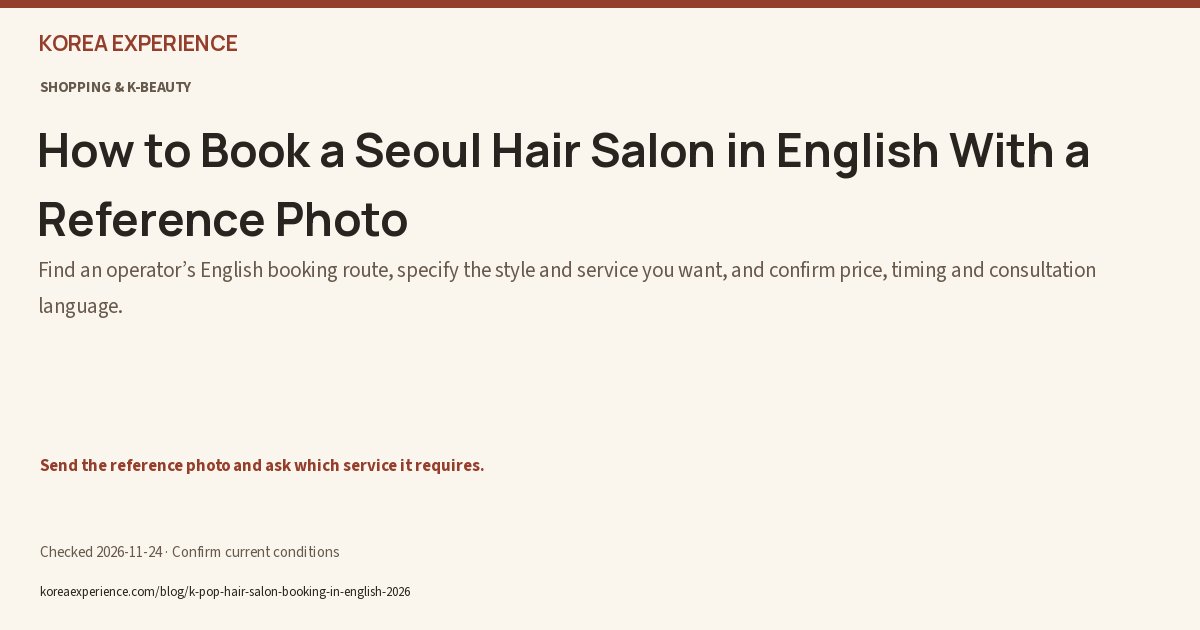 KOREA EXPERIENCE
SHOPPING & K-BEAUTY
How to Book a Seoul Hair Salon in English With a
Reference Photo
Find an operator’s English booking route, specify the style and service you want, and confirm price, timing and consultation
language.
Send the reference photo and ask which service it requires.
Checked 2026-11-24 · Confirm current conditions
koreaexperience.com/blog/k-pop-hair-salon-booking-in-english-2026